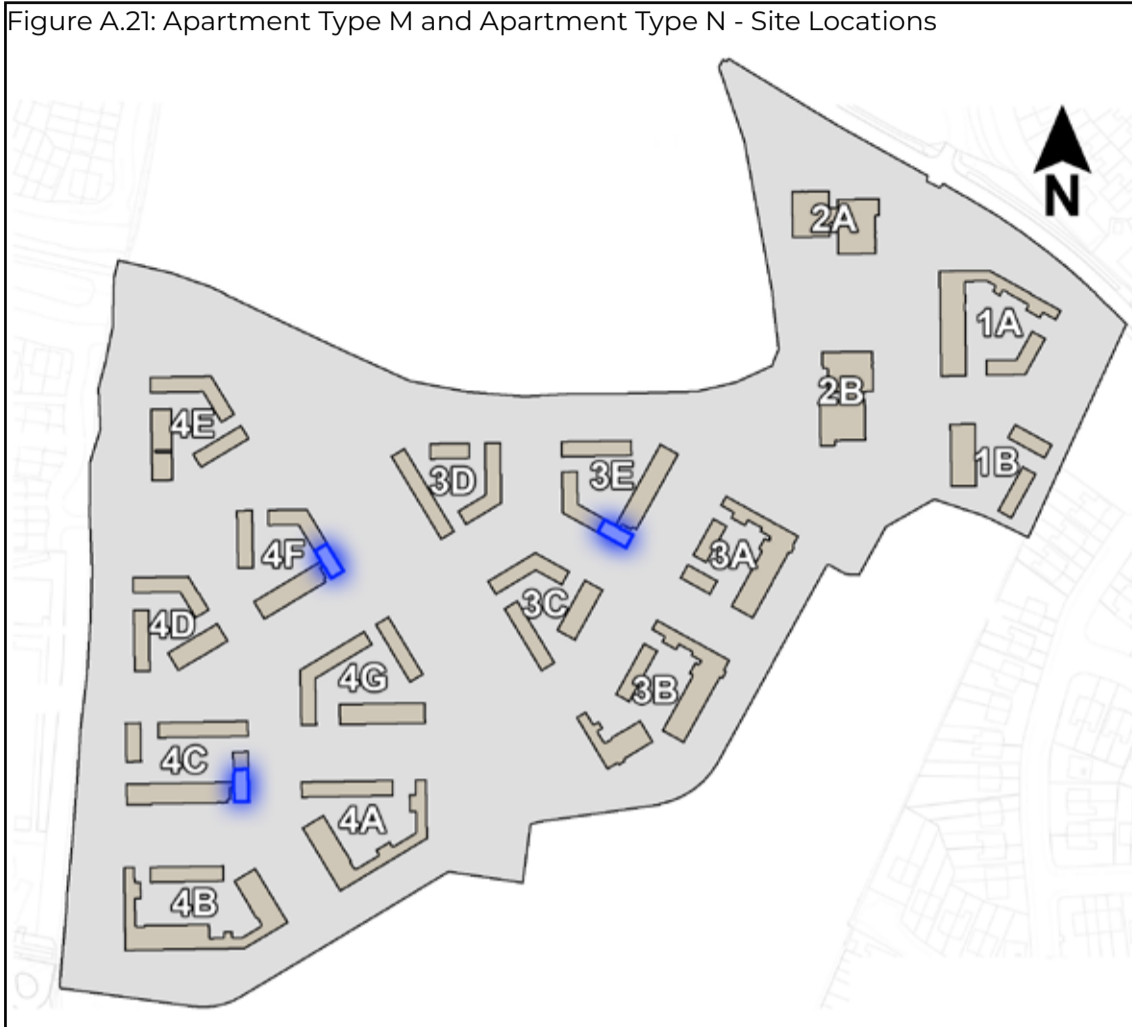 Figure A.21: Apartment Type M and Apartment Type N - Site Locations
N
2A
1A
2B
4E
1B
3D
3E
4F
3A
3C
4D
4G
3B
4C
4A
4B